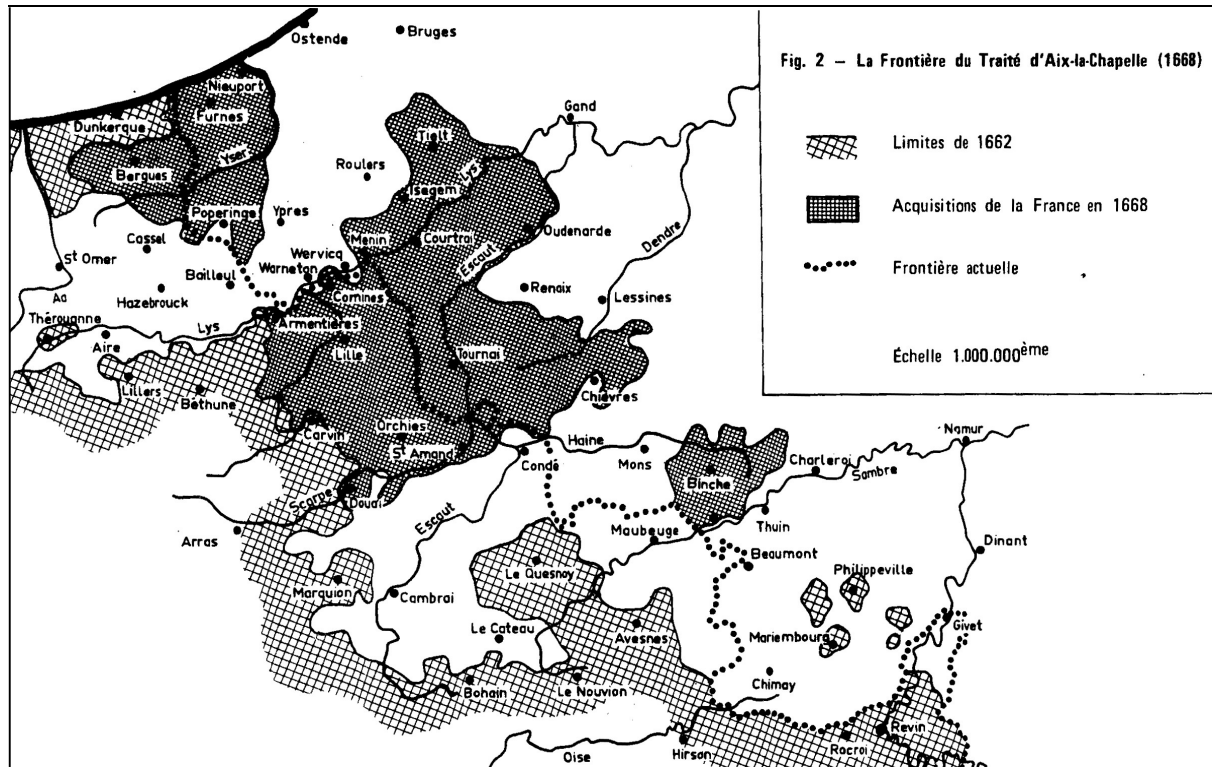 Fig. 2 – La Frontière du Traité d'Aix-la-Chapelle (1668)
Limites de 1662
Acquisitions de la France en 1668
Frontière actuelle
Échelle 1.000.000ème
Ostende
Bruges
Nieuport
Furnes
Dunkerque
Bergues
Yser
Gand
Tielt
Lys
Roulers
Isegem
Poperinge
Ypres
Cassel
Menin
Courtrai
Oudenarde
Escaut
Dendre
St Omer
Wervicq
Warneton
Bailleul
Comines
Renaix
Lessines
Aa
Hazebrouck
Thérouanne
Aire
Lys
Armentières
Lille
Tournai
Lillers
Béthune
Chièvres
Carvin
Orchies
St Amand
Haine
Condé
Mons
Binche
Charleroi
Namur
Sambre
Scarpe
Douai
Escaut
Arras
Maubeuge
Thuin
Beaumont
Dinant
Le Quesnoy
Philippeville
Marquion
Cambrai
Le Cateau
Avesnes
Mariembourg
Givet
Bohain
Le Nouvion
Chimay
Revin
Rocroi
Hirson
Oise